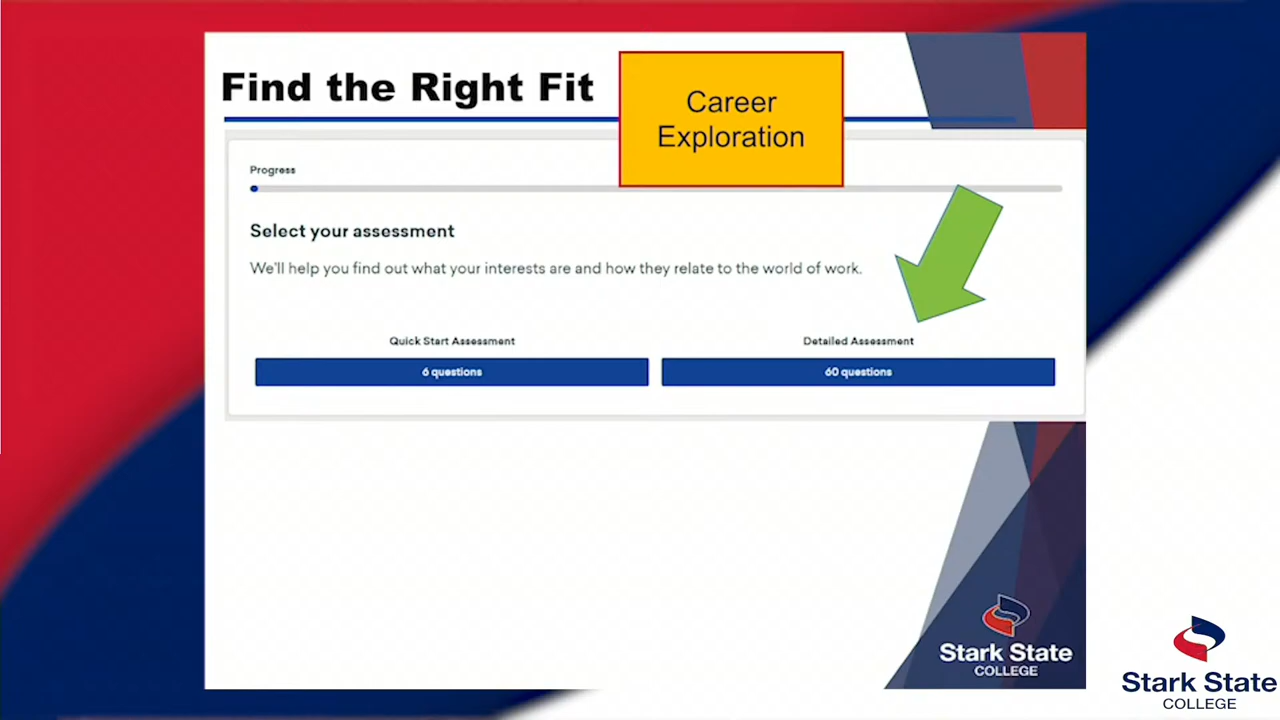 Find the Right Fit
Career
Exploration
Progress
Select your assessment
We'll help you find out what your interests are and how they relate to the world of work.
Quick Start Assessment
Detailed Assessment
6 questions
60 questions
Stark State
COLLEGE
Stark State
COLLEGE